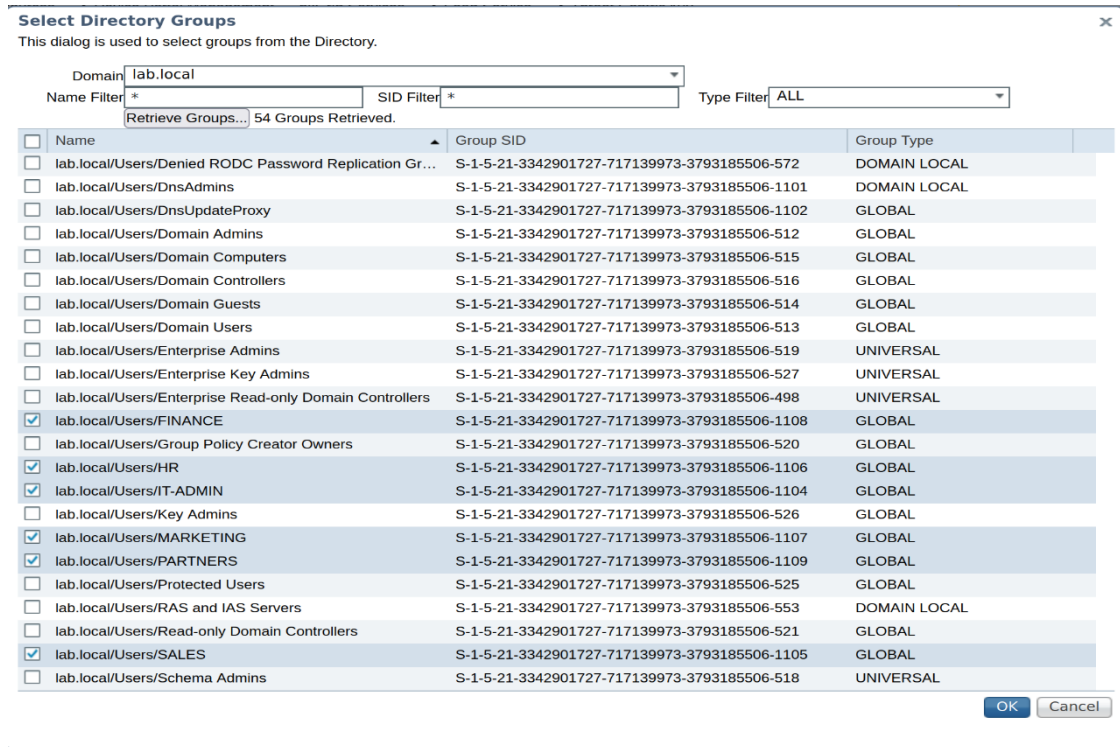 Select Directory Groups
This dialog is used to select groups from the Directory.
Domain lab.local
Name Filter * SID Filter * Type Filter ALL
Retrieve Groups... 54 Groups Retrieved.
Name Group SID Group Type
lab.local/Users/Denied RODC Password Replication Gr... S-1-5-21-3342901727-717139973-3793185506-572 DOMAIN LOCAL
lab.local/Users/DnsAdmins S-1-5-21-3342901727-717139973-3793185506-1101 DOMAIN LOCAL
lab.local/Users/DnsUpdateProxy S-1-5-21-3342901727-717139973-3793185506-1102 GLOBAL
lab.local/Users/Domain Admins S-1-5-21-3342901727-717139973-3793185506-512 GLOBAL
lab.local/Users/Domain Computers S-1-5-21-3342901727-717139973-3793185506-515 GLOBAL
lab.local/Users/Domain Controllers S-1-5-21-3342901727-717139973-3793185506-516 GLOBAL
lab.local/Users/Domain Guests S-1-5-21-3342901727-717139973-3793185506-514 GLOBAL
lab.local/Users/Domain Users S-1-5-21-3342901727-717139973-3793185506-513 GLOBAL
lab.local/Users/Enterprise Admins S-1-5-21-3342901727-717139973-3793185506-519 UNIVERSAL
lab.local/Users/Enterprise Key Admins S-1-5-21-3342901727-717139973-3793185506-527 UNIVERSAL
lab.local/Users/Enterprise Read-only Domain Controllers S-1-5-21-3342901727-717139973-3793185506-498 UNIVERSAL
lab.local/Users/FINANCE S-1-5-21-3342901727-717139973-3793185506-1108 GLOBAL
lab.local/Users/Group Policy Creator Owners S-1-5-21-3342901727-717139973-3793185506-520 GLOBAL
lab.local/Users/HR S-1-5-21-3342901727-717139973-3793185506-1106 GLOBAL
lab.local/Users/IT-ADMIN S-1-5-21-3342901727-717139973-3793185506-1104 GLOBAL
lab.local/Users/Key Admins S-1-5-21-3342901727-717139973-3793185506-526 GLOBAL
lab.local/Users/MARKETING S-1-5-21-3342901727-717139973-3793185506-1107 GLOBAL
lab.local/Users/PARTNERS S-1-5-21-3342901727-717139973-3793185506-1109 GLOBAL
lab.local/Users/Protected Users S-1-5-21-3342901727-717139973-3793185506-525 GLOBAL
lab.local/Users/RAS and IAS Servers S-1-5-21-3342901727-717139973-3793185506-553 DOMAIN LOCAL
lab.local/Users/Read-only Domain Controllers S-1-5-21-3342901727-717139973-3793185506-521 GLOBAL
lab.local/Users/SALES S-1-5-21-3342901727-717139973-3793185506-1105 GLOBAL
lab.local/Users/Schema Admins S-1-5-21-3342901727-717139973-3793185506-518 UNIVERSAL
OK Cancel